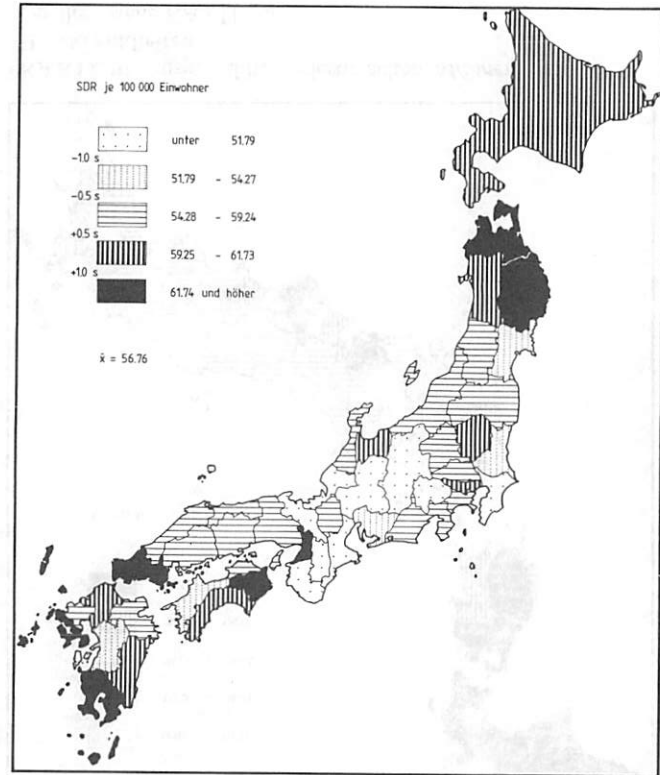 SDR je 100 000 Einwohner
unter 51.79
-1.0 s
51.79 - 54.27
-0.5 s
54.28 - 59.24
+0.5 s
59.25 - 61.73
+1.0 s
61.74 und höher
x̄ = 56.76